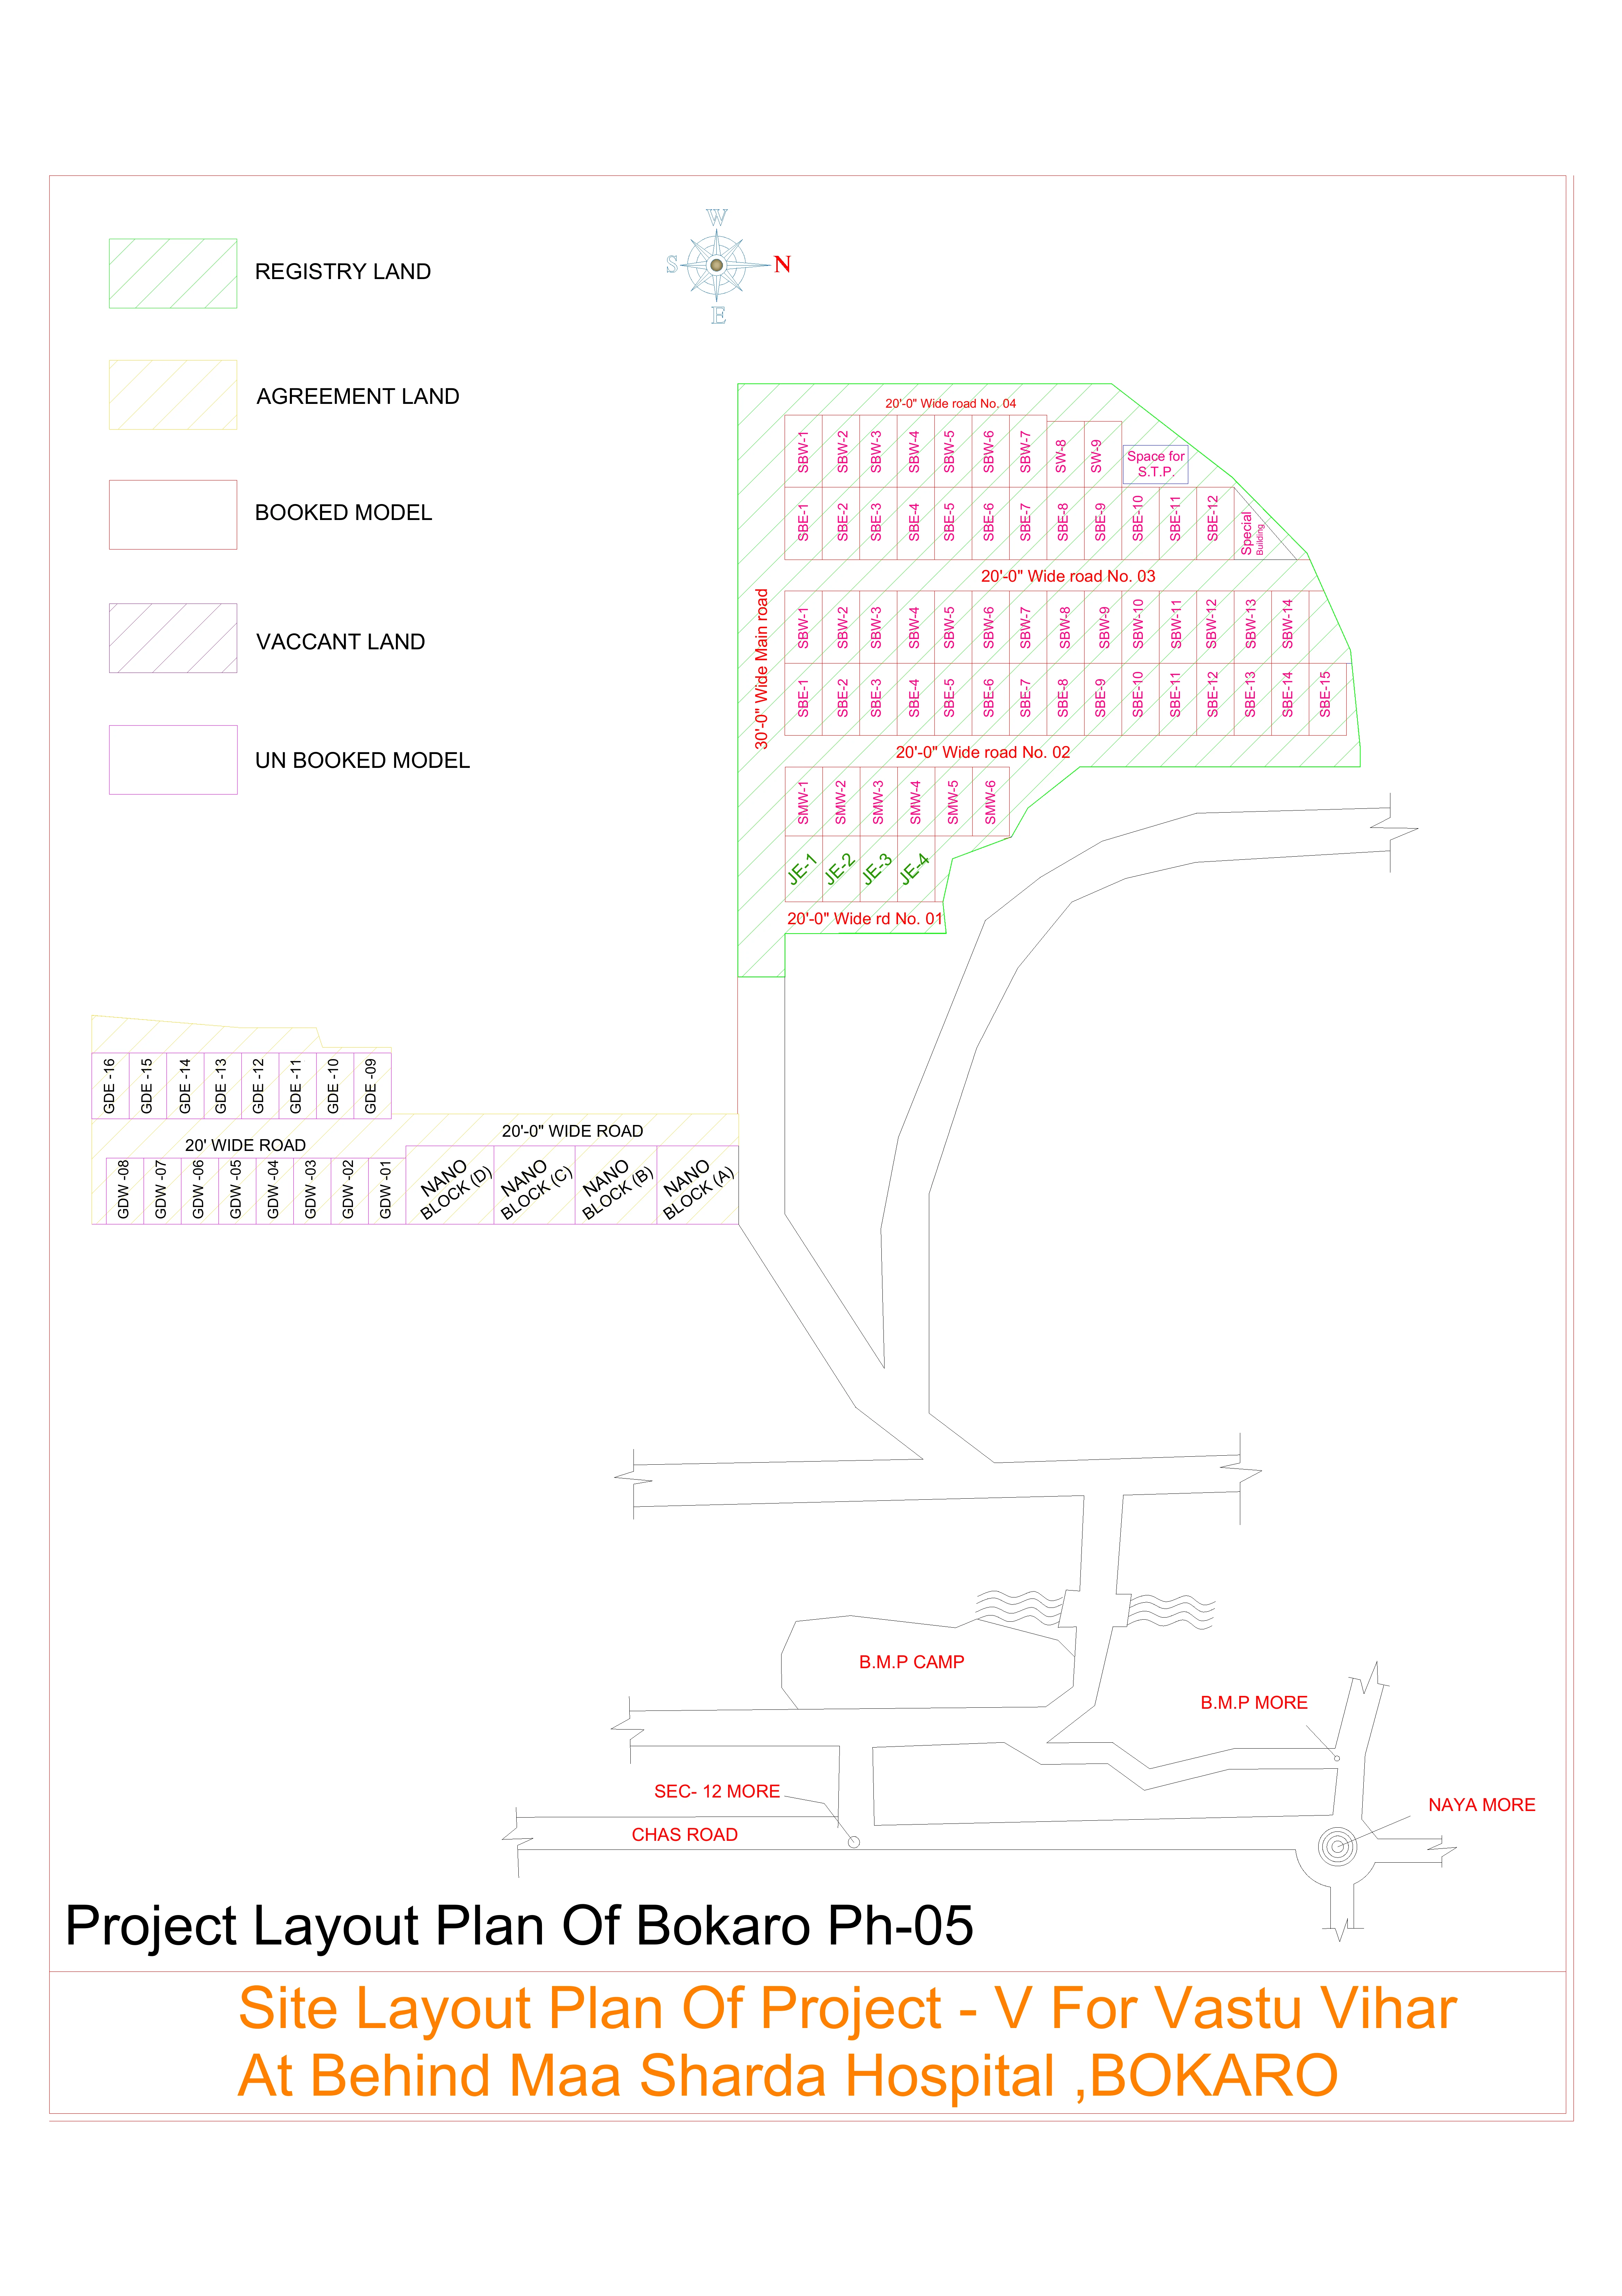 W
S
N
E
REGISTRY LAND
AGREEMENT LAND
BOOKED MODEL
VACCANT LAND
UN BOOKED MODEL
20'-0" Wide road No. 04
SBW-1
SBW-2
SBW-3
SBW-4
SBW-5
SBW-6
SBW-7
SW-8
SW-9
Space for
S.T.P.
SBE-1
SBE-2
SBE-3
SBE-4
SBE-5
SBE-6
SBE-7
SBE-8
SBE-9
SBE-10
SBE-11
SBE-12
Special
Building
20'-0" Wide road No. 03
30'-0" Wide Main road
SBW-1
SBW-2
SBW-3
SBW-4
SBW-5
SBW-6
SBW-7
SBW-8
SBW-9
SBW-10
SBW-11
SBW-12
SBW-13
SBW-14
SBE-1
SBE-2
SBE-3
SBE-4
SBE-5
SBE-6
SBE-7
SBE-8
SBE-9
SBE-10
SBE-11
SBE-12
SBE-13
SBE-14
SBE-15
20'-0" Wide road No. 02
SMW-1
SMW-2
SMW-3
SMW-4
SMW-5
SMW-6
JE-1
JE-2
JE-3
JE-4
20'-0" Wide rd No. 01
GDE -16
GDE -15
GDE -14
GDE -13
GDE -12
GDE -11
GDE -10
GDE -09
20' WIDE ROAD
20'-0" WIDE ROAD
GDW -08
GDW -07
GDW -06
GDW -05
GDW -04
GDW -03
GDW -02
GDW -01
NANO
BLOCK (D)
NANO
BLOCK (C)
NANO
BLOCK (B)
NANO
BLOCK (A)
B.M.P CAMP
B.M.P MORE
SEC- 12 MORE
NAYA MORE
CHAS ROAD
Project Layout Plan Of Bokaro Ph-05
Site Layout Plan Of Project - V For Vastu Vihar
At Behind Maa Sharda Hospital ,BOKARO